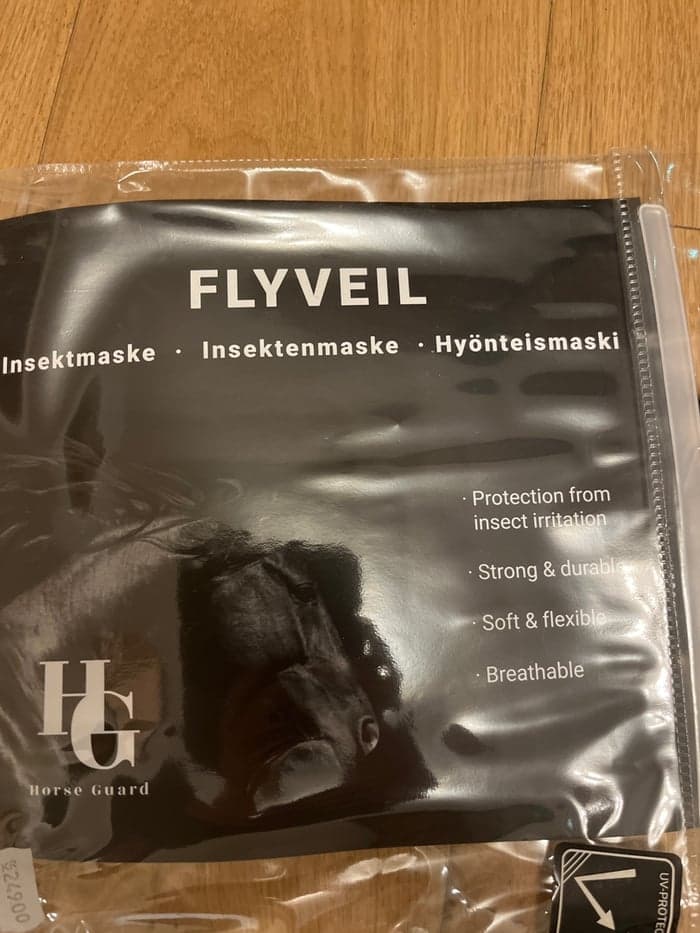 FLYVEIL
Insektmaske · Insektenmaske · Hyönteismaski
· Protection from
insect irritation
· Strong & durable
· Soft & flexible
· Breathable
HG
Horse Guard